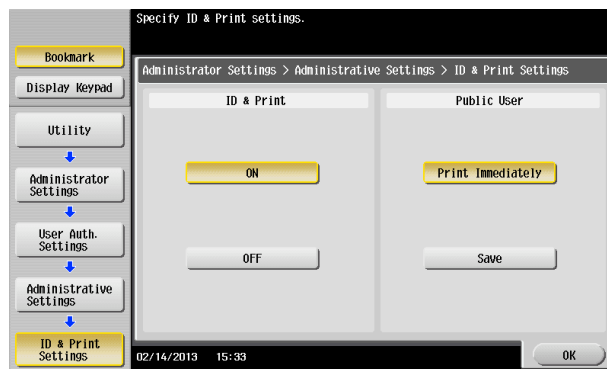 Specify ID & Print settings.
Bookmark
Display Keypad
Utility
Administrator
Settings
User Auth.
Settings
Administrative
Settings
ID & Print
Settings
Administrator Settings > Administrative Settings > ID & Print Settings
ID & Print
ON
OFF
Public User
Print Immediately
Save
02/14/2013 15:33
OK